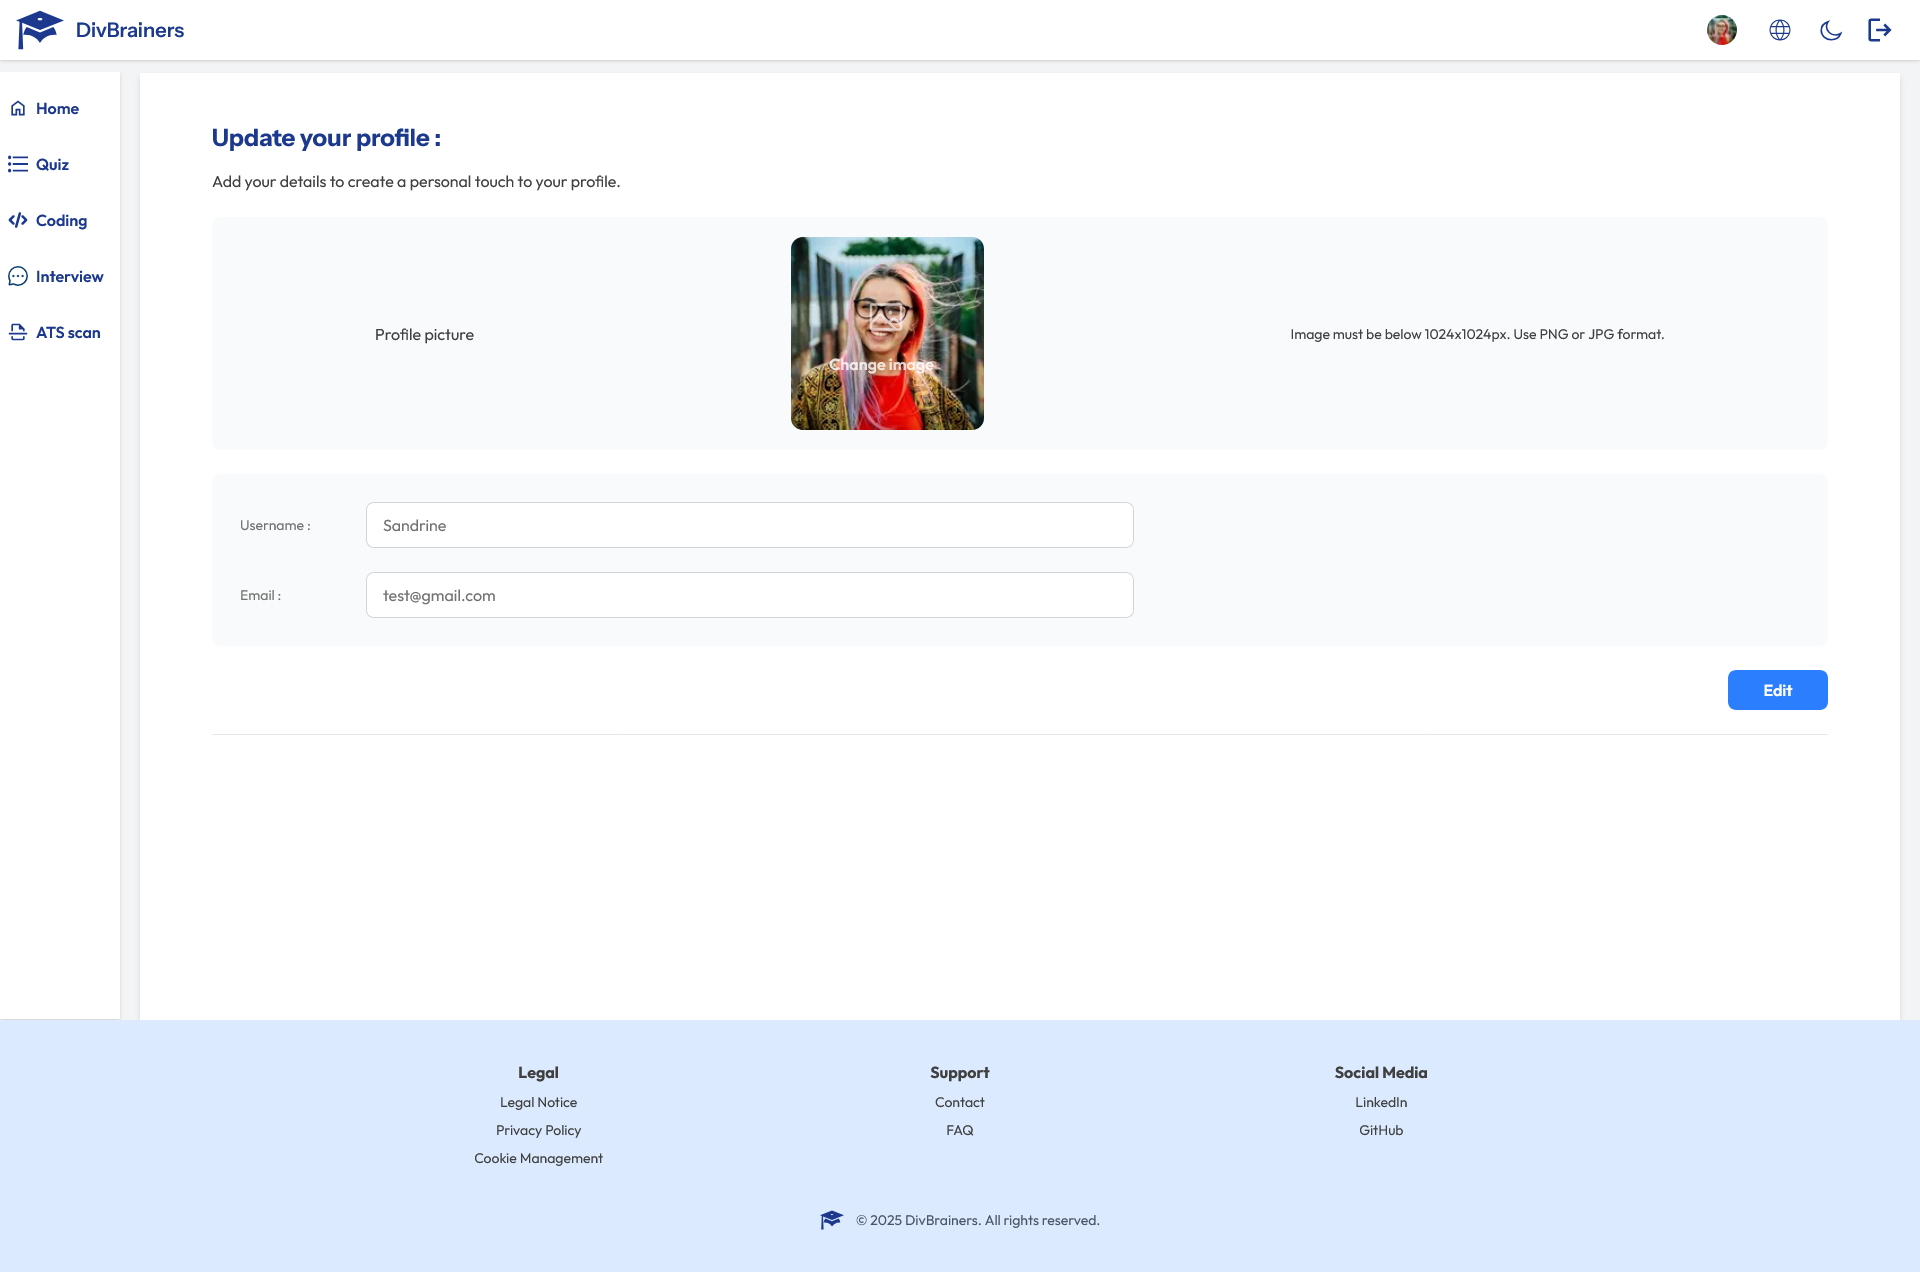 DivBrainers
Home
Quiz
Coding
Interview
ATS scan
Update your profile :
Add your details to create a personal touch to your profile.
Profile picture
Change image
Image must be below 1024x1024px. Use PNG or JPG format.
Username :
Sandrine
Email :
test@gmail.com
Edit
Legal
Legal Notice
Privacy Policy
Cookie Management
Support
Contact
FAQ
Social Media
LinkedIn
GitHub
© 2025 DivBrainers. All rights reserved.